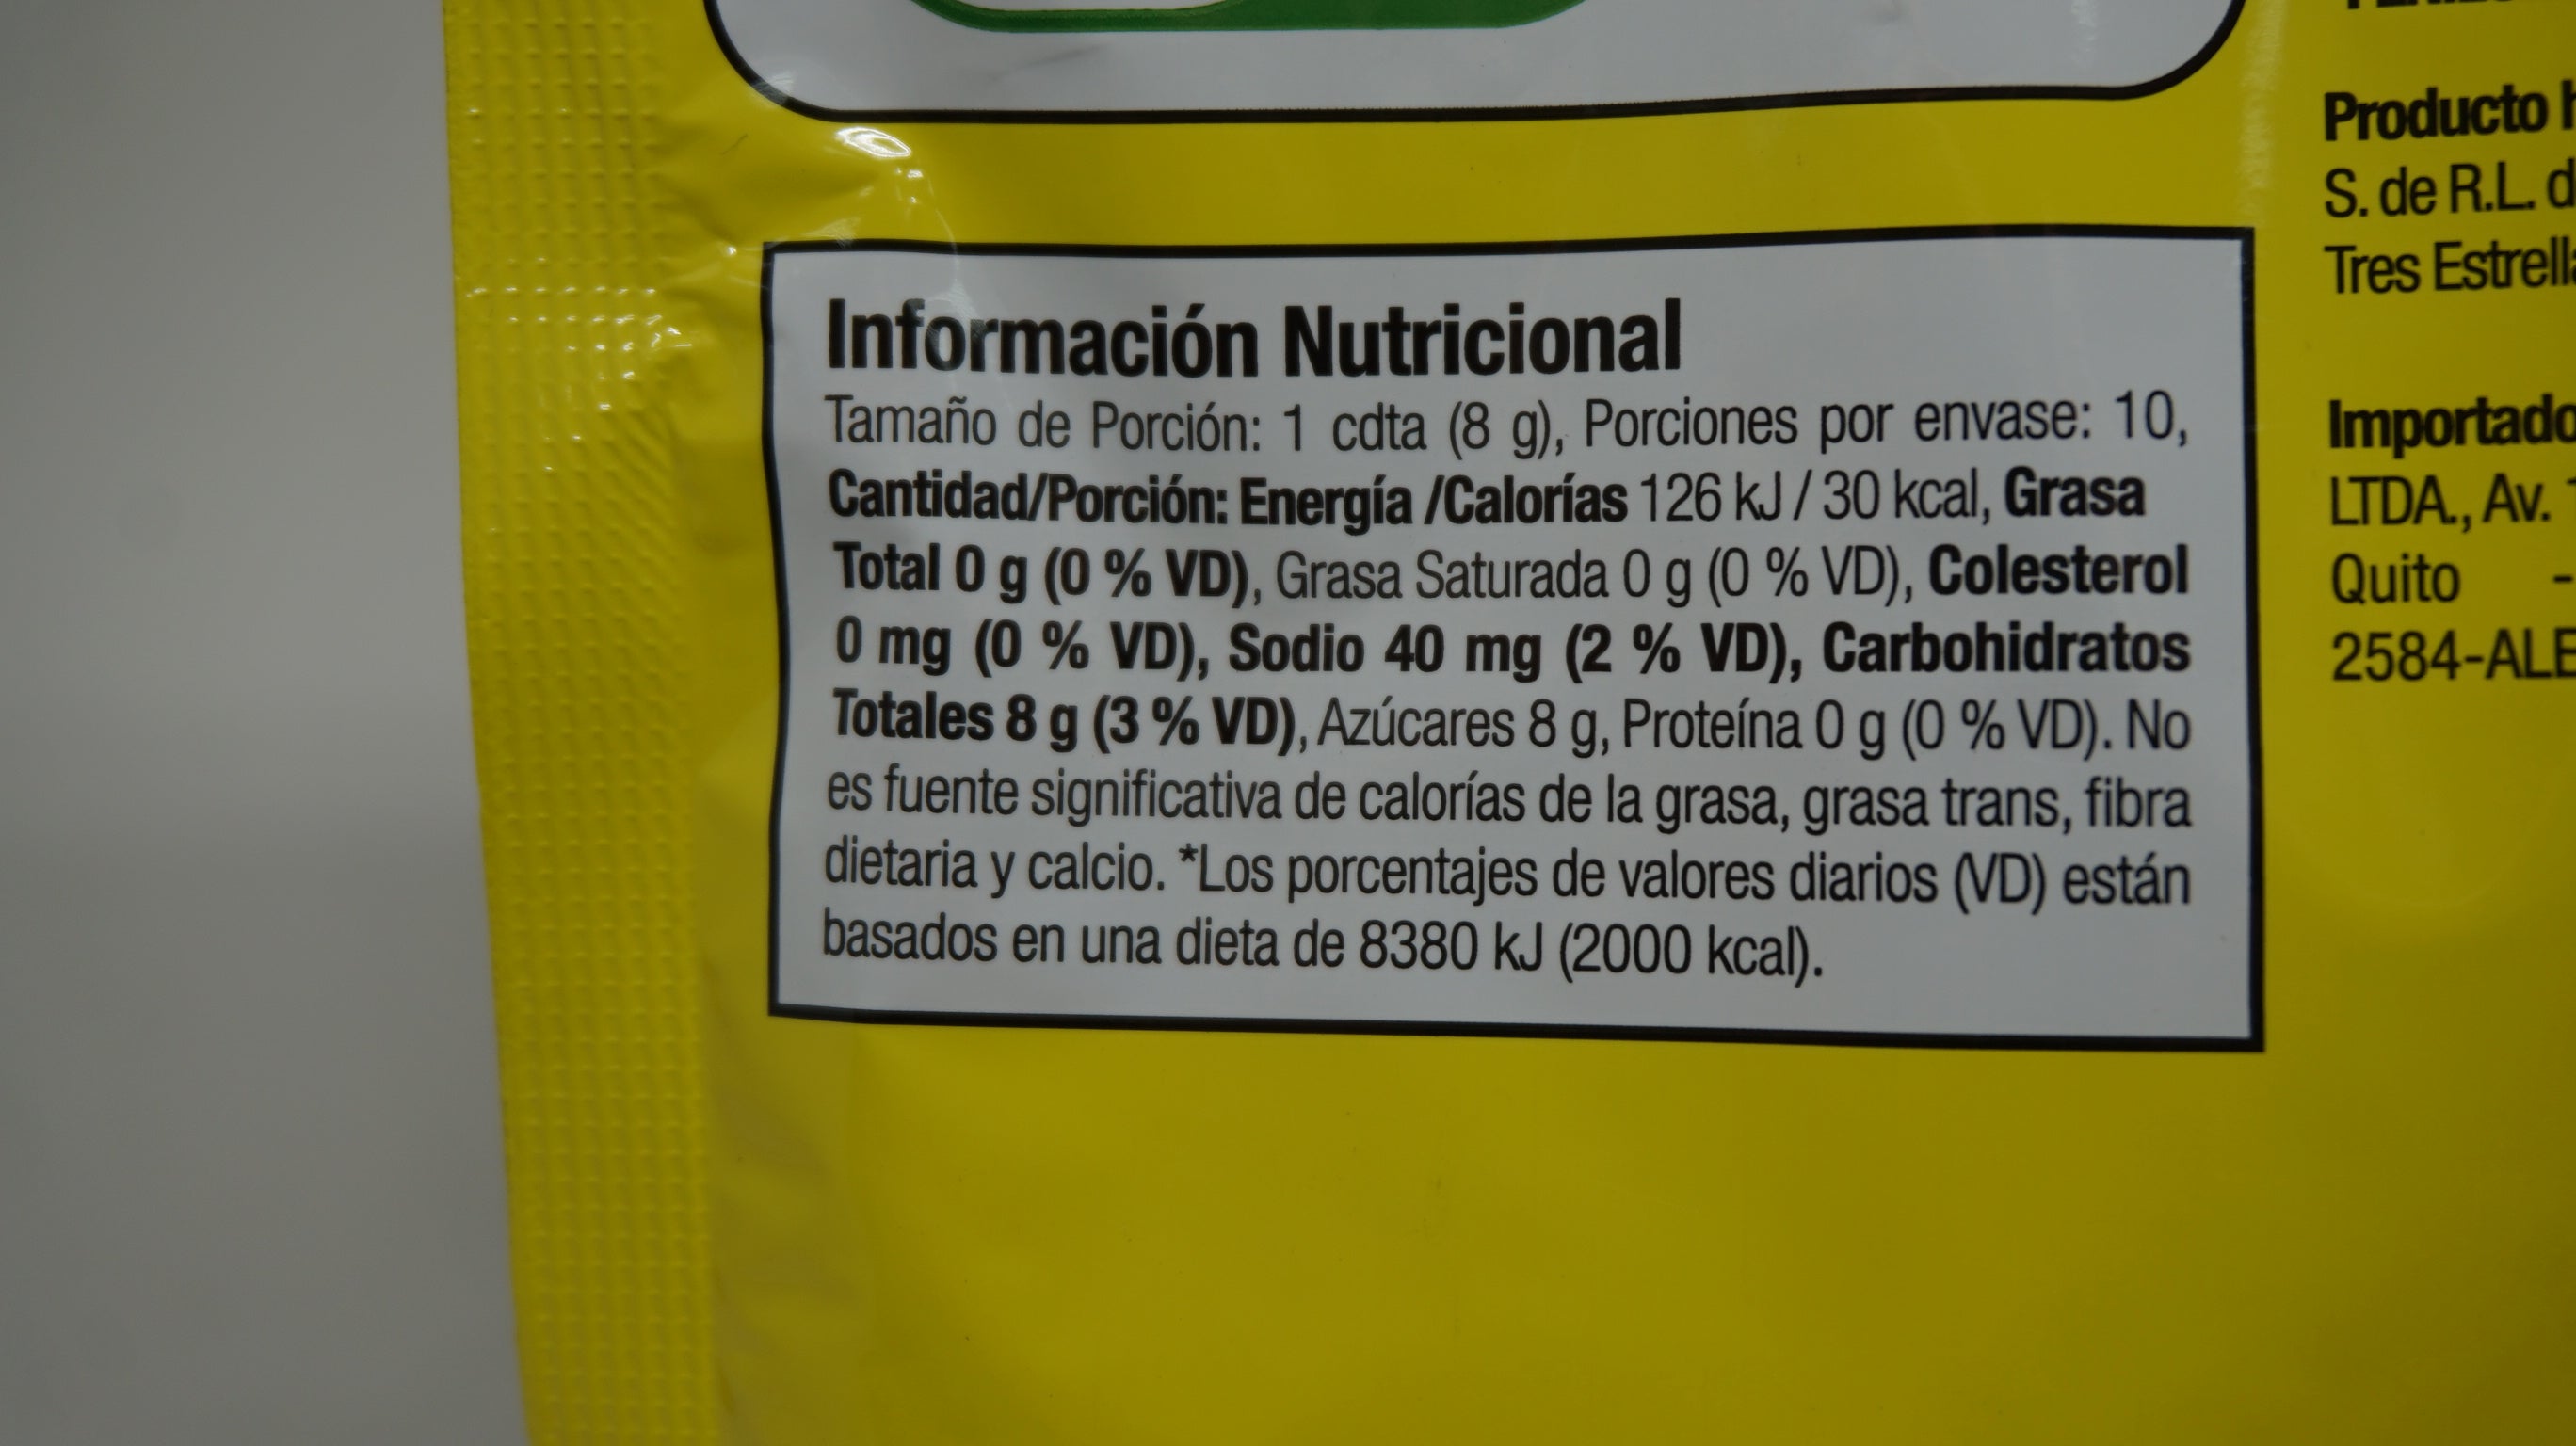 Información Nutricional
Tamaño de Porción: 1 cdta (8 g), Porciones por envase: 10,
Cantidad/Porción: Energía /Calorías 126 kJ / 30 kcal, Grasa
Total 0 g (0 % VD), Grasa Saturada 0 g (0 % VD), Colesterol
0 mg (0 % VD), Sodio 40 mg (2 % VD), Carbohidratos
Totales 8 g (3 % VD), Azúcares 8 g, Proteína 0 g (0 % VD). No
es fuente significativa de calorías de la grasa, grasa trans, fibra
dietaria y calcio. *Los porcentajes de valores diarios (VD) están
basados en una dieta de 8380 kJ (2000 kcal).
Producto
S. de R.L.
Tres
LTDA., Av.
Quito -